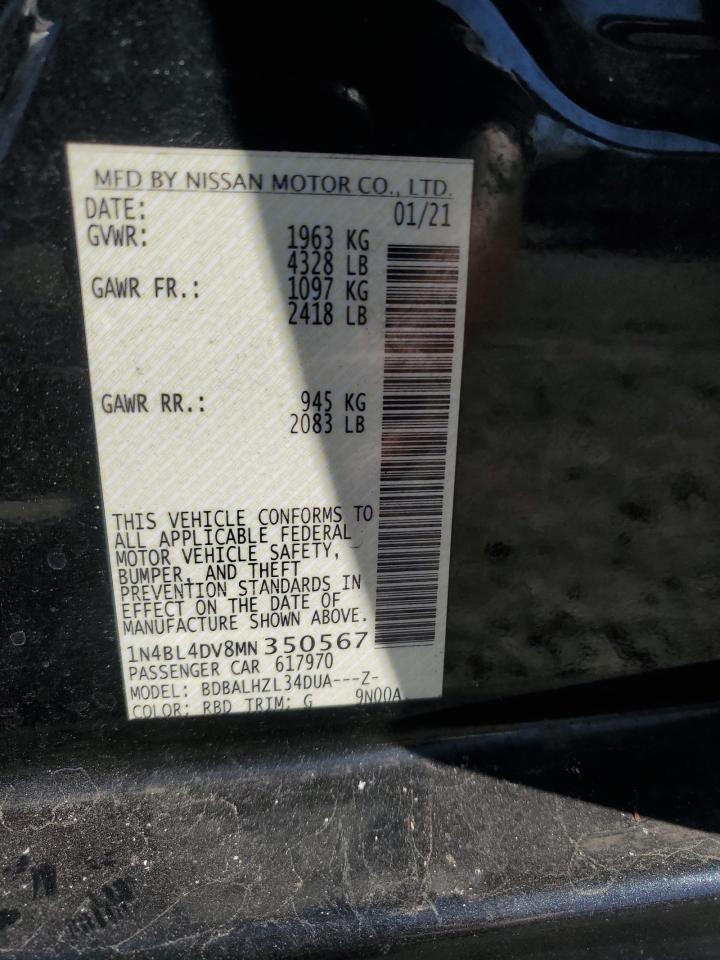 MFD BY NISSAN MOTOR CO., LTD.
DATE: 01/21
GVWR: 1963 KG
4328 LB
GAWR FR.: 1097 KG
2418 LB
GAWR RR.: 945 KG
2083 LB
THIS VEHICLE CONFORMS TO
ALL APPLICABLE FEDERAL
MOTOR VEHICLE SAFETY,
BUMPER, AND THEFT
PREVENTION STANDARDS IN
EFFECT ON THE DATE OF
MANUFACTURE SHOWN ABOVE.
1N4BL4DV8MN350567
PASSENGER CAR 617970
MODEL: BDBALHZL34DUA---Z-
COLOR: RBD TRIM: G 9N00A